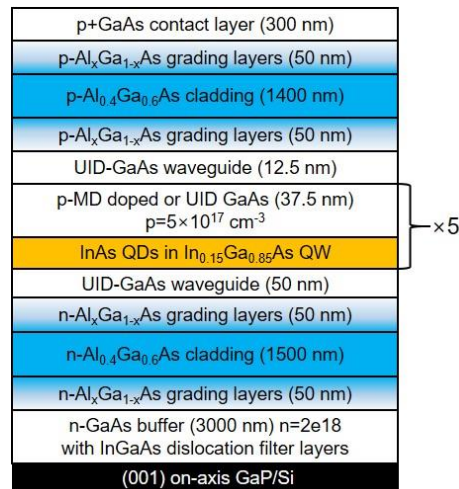 p+GaAs contact layer (300 nm)
p-AlₓGa₁₋ₓAs grading layers (50 nm)
p-Al₀.₄Ga₀.₆As cladding (1400 nm)
p-AlₓGa₁₋ₓAs grading layers (50 nm)
UID-GaAs waveguide (12.5 nm)
p-MD doped or UID GaAs (37.5 nm)
p=5×10¹⁷ cm⁻³
×5
InAs QDs in In₀.₁₅Ga₀.₈₅As QW
UID-GaAs waveguide (50 nm)
n-AlₓGa₁₋ₓAs grading layers (50 nm)
n-Al₀.₄Ga₀.₆As cladding (1500 nm)
n-AlₓGa₁₋ₓAs grading layers (50 nm)
n-GaAs buffer (3000 nm) n=2e18
with InGaAs dislocation filter layers
(001) on-axis GaP/Si